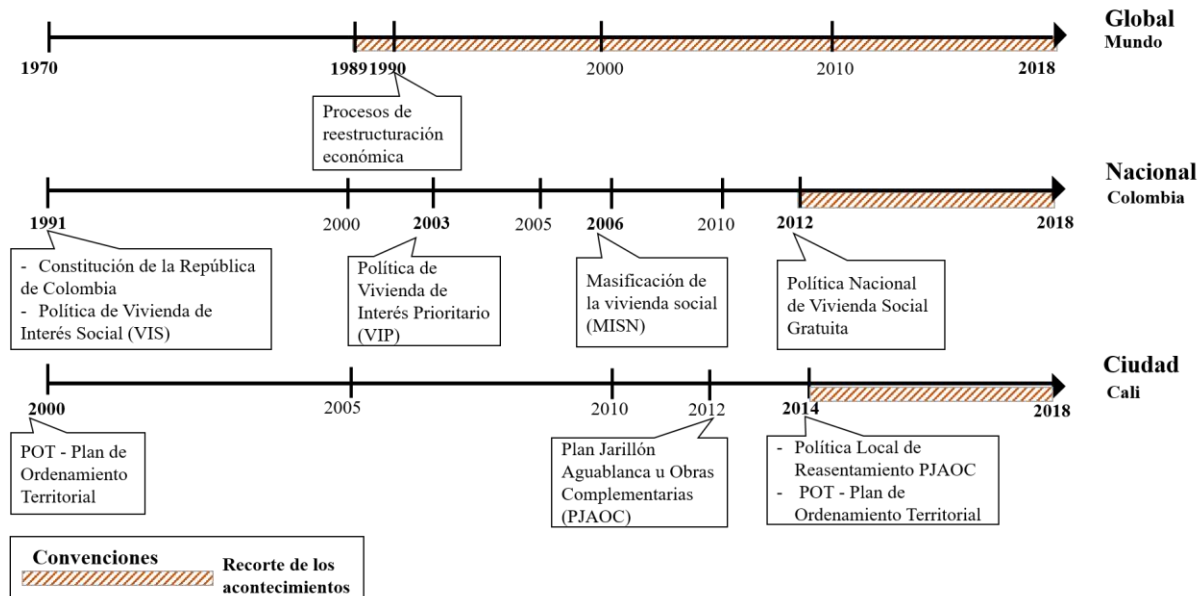 Global
Mundo
1970
1989 1990
2000
2010
2018
Procesos de
reestructuración
económica
Nacional
Colombia
1991
2000
2003
2005
2006
2010
2012
2018
- Constitución de la República
de Colombia
- Política de Vivienda de
Interés Social (VIS)
Política de
Vivienda de
Interés Prioritario
(VIP)
Masificación de
la vivienda social
(MISN)
Política Nacional
de Vivienda Social
Gratuita
Ciudad
Cali
2000
2005
2010
2012
2014
2018
POT - Plan de
Ordenamiento
Territorial
Plan Jarillón
Aguablanca u Obras
Complementarias
(PJAOC)
- Política Local de
Reasentamiento PJAOC
- POT - Plan de
Ordenamiento Territorial
Convenciones
Recorte de los
acontecimientos